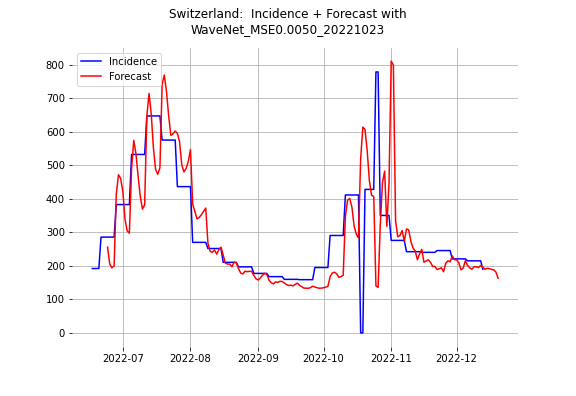 Switzerland:  Incidence + Forecast with
WaveNet_MSE0.0050_20221023
Incidence
Forecast
800
700
600
500
400
300
200
100
0
2022-07 2022-08 2022-09 2022-10 2022-11 2022-12